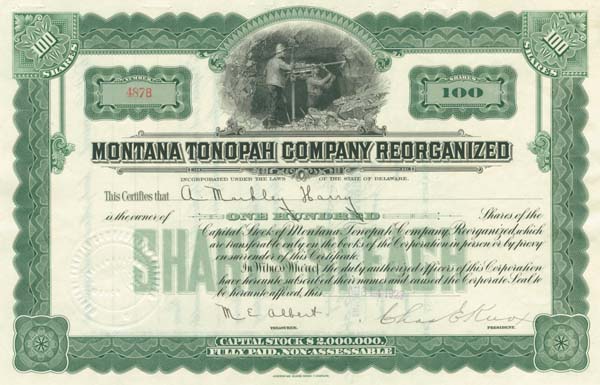 100 SHARES
100 SHARES
NUMBER
4878
SHARES
100
MONTANA TONOPAH COMPANY REORGANIZED
INCORPORATED UNDER THE LAWS OF THE STATE OF DELAWARE.
This Certifies that A. Markley Harry
is the owner of ONE HUNDRED Shares of the
Capital Stock of Montana Tonopah Company, Reorganized, which
are transferable only on the books of the Corporation in person or by proxy
on surrender of this Certificate.
In Witness Whereof the duly authorized officers of this Corporation
have hereunto subscribed their names and caused the Corporate Seal to
be hereunto affixed, this
M. E. Albert
Chas E Knox
TREASURER.
PRESIDENT.
CAPITAL STOCK $2,000,000.
FULLY PAID, NON-ASSESSABLE